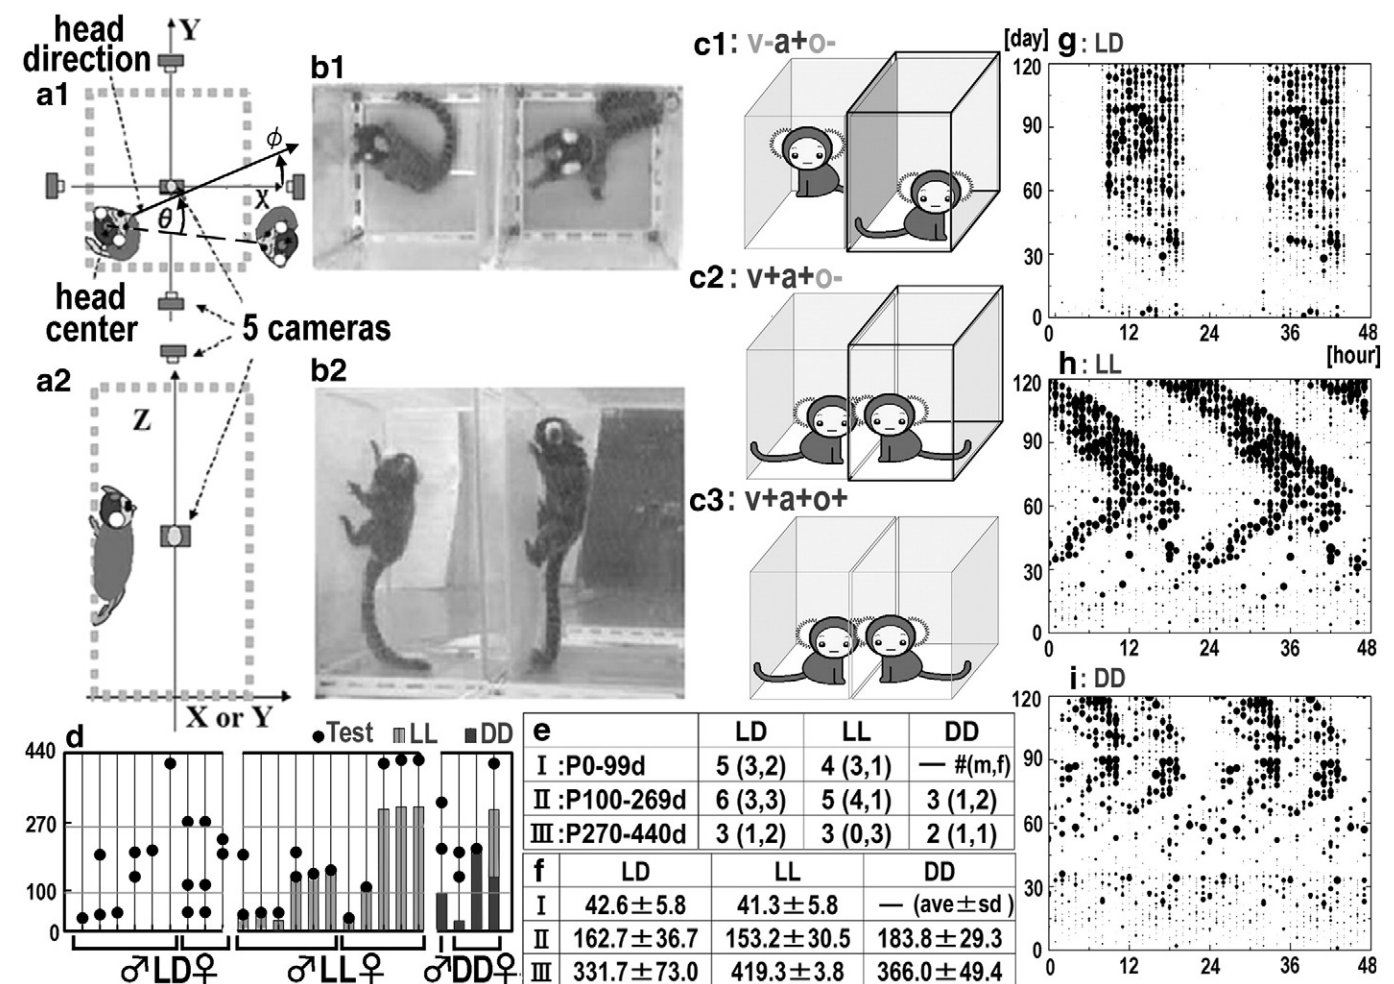 head
direction
Y
a1
ϕ
X
θ
head
center
5 cameras
a2
Z
X or Y
b1
b2
c1: v-a+o-
c2: v+a+o-
c3: v+a+o+
d
●Test LL DD
440
270
100
0
♂LD♀
♂LL♀
♂DD♀
e LD LL DD
I :P0-99d 5 (3,2) 4 (3,1) — #(m,f)
II :P100-269d 6 (3,3) 5 (4,1) 3 (1,2)
III :P270-440d 3 (1,2) 3 (0,3) 2 (1,1)
f LD LL DD
I 42.6±5.8 41.3±5.8 — (ave±sd)
II 162.7±36.7 153.2±30.5 183.8±29.3
III 331.7±73.0 419.3±3.8 366.0±49.4
[day] g: LD
120
90
60
30
0
0 12 24 36 48
[hour]
h: LL
120
90
60
30
0
0 12 24 36 48
i: DD
120
90
60
30
0
0 12 24 36 48